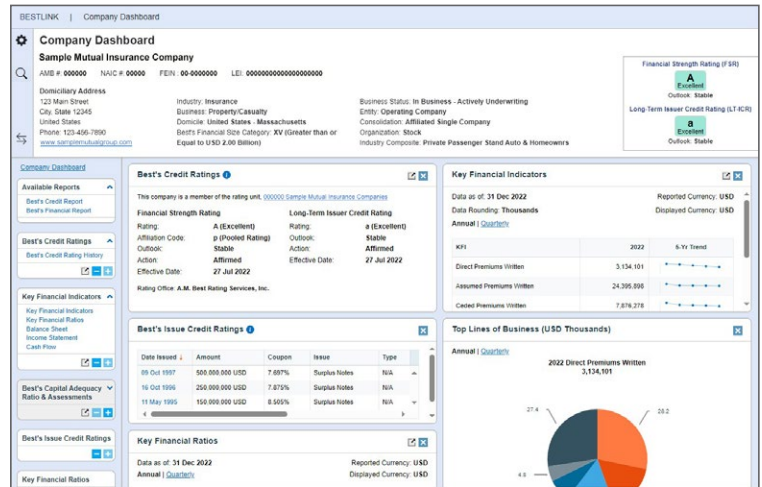 BESTLINK | Company Dashboard
Company Dashboard
Sample Mutual Insurance Company
AMB #: 000000 NAIC #: 00000 FEIN : 00-0000000 LEI: 00000000000000000000
Domiciliary Address
123 Main Street
City, State 12345
United States
Phone: 123-456-7890
www.samplemutualgroup.com
Industry: Insurance
Business: Property/Casualty
Domicile: United States - Massachusetts
Best's Financial Size Category: XV (Greater than or
Equal to USD 2.00 Billion)
Business Status: In Business - Actively Underwriting
Entity: Operating Company
Consolidation: Affiliated Single Company
Organization: Stock
Industry Composite: Private Passenger Stand Auto & Homeownrs
Financial Strength Rating (FSR)
A
Excellent
Outlook: Stable
Long-Term Issuer Credit Rating (LT-ICR)
a
Excellent
Outlook: Stable
Company Dashboard
Available Reports
Best's Credit Report
Best's Financial Report
Best's Credit Ratings
Best's Credit Rating History
Key Financial Indicators
Key Financial Indicators
Key Financial Ratios
Balance Sheet
Income Statement
Cash Flow
Best's Capital Adequacy
Ratio & Assessments
Best's Issue Credit Ratings
Key Financial Ratios
Best's Credit Ratings
This company is a member of the rating unit, 000000 Sample Mutual Insurance Companies
Financial Strength Rating
Rating: A (Excellent)
Affiliation Code: p (Pooled Rating)
Outlook: Stable
Action: Affirmed
Effective Date: 27 Jul 2022
Long-Term Issuer Credit Rating
Rating: a (Excellent)
Outlook: Stable
Action: Affirmed
Effective Date: 27 Jul 2022
Rating Office: A.M. Best Rating Services, Inc.
Best's Issue Credit Ratings
Date Issued Amount Coupon Issue Type
09 Oct 1997 500,000,000 USD 7.697% Surplus Notes N/A
16 Oct 1996 250,000,000 USD 7.875% Surplus Notes N/A
11 May 1995 150,000,000 USD 8.505% Surplus Notes N/A
Key Financial Ratios
Data as of: 31 Dec 2022 Reported Currency: USD
Annual | Quarterly Displayed Currency: USD
Key Financial Indicators
Data as of: 31 Dec 2022 Reported Currency: USD
Data Rounding: Thousands Displayed Currency: USD
Annual | Quarterly
KFI 2022 5-Yr Trend
Direct Premiums Written 3,134,101
Assumed Premiums Written 24,395,898
Ceded Premiums Written 7,876,278
Top Lines of Business (USD Thousands)
Annual | Quarterly
2022 Direct Premiums Written
3,134,101
27.4
26.2
4.8